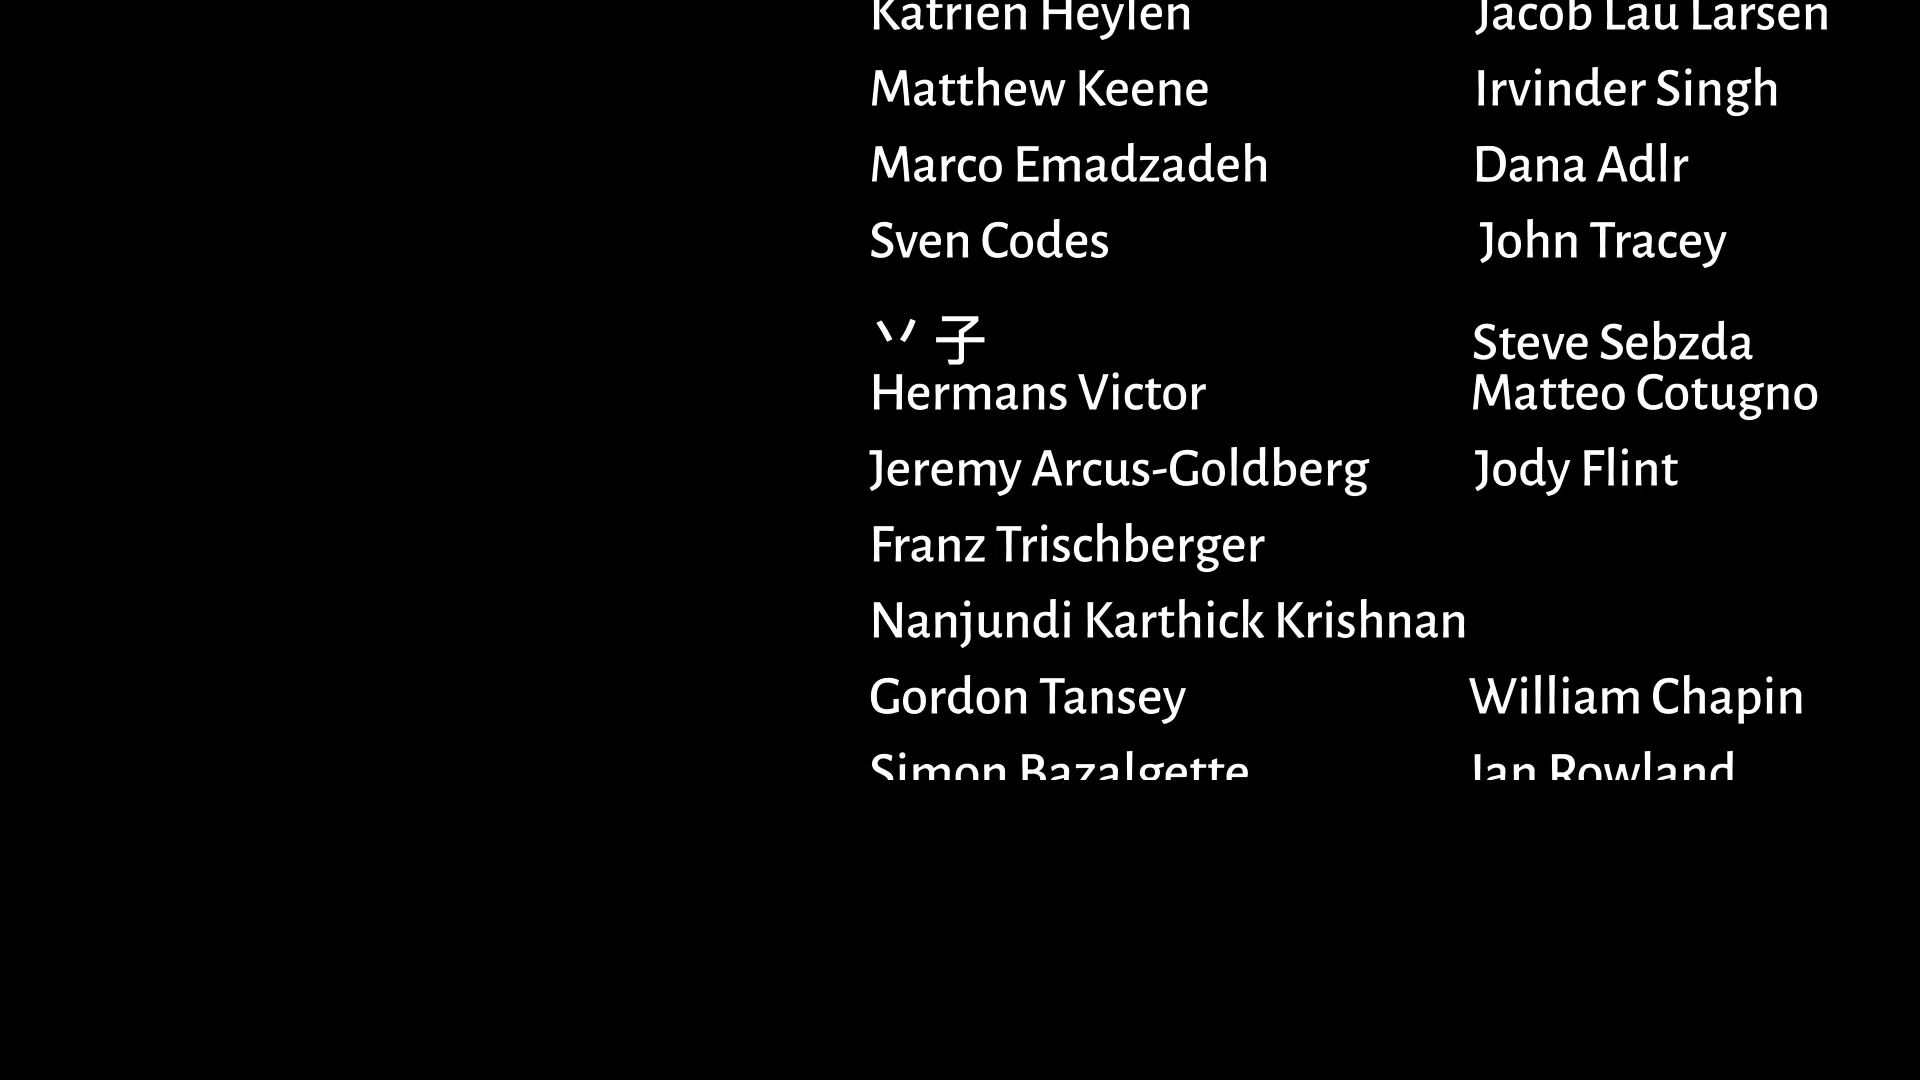 Katrien Heylen Jacob Lau Larsen
Matthew Keene Irvinder Singh
Marco Emadzadeh Dana Adlr
Sven Codes John Tracey
丷 子 Steve Sebzda
Hermans Victor Matteo Cotugno
Jeremy Arcus-Goldberg Jody Flint
Franz Trischberger
Nanjundi Karthick Krishnan
Gordon Tansey William Chapin
Simon Bazalgette Ian Rowland